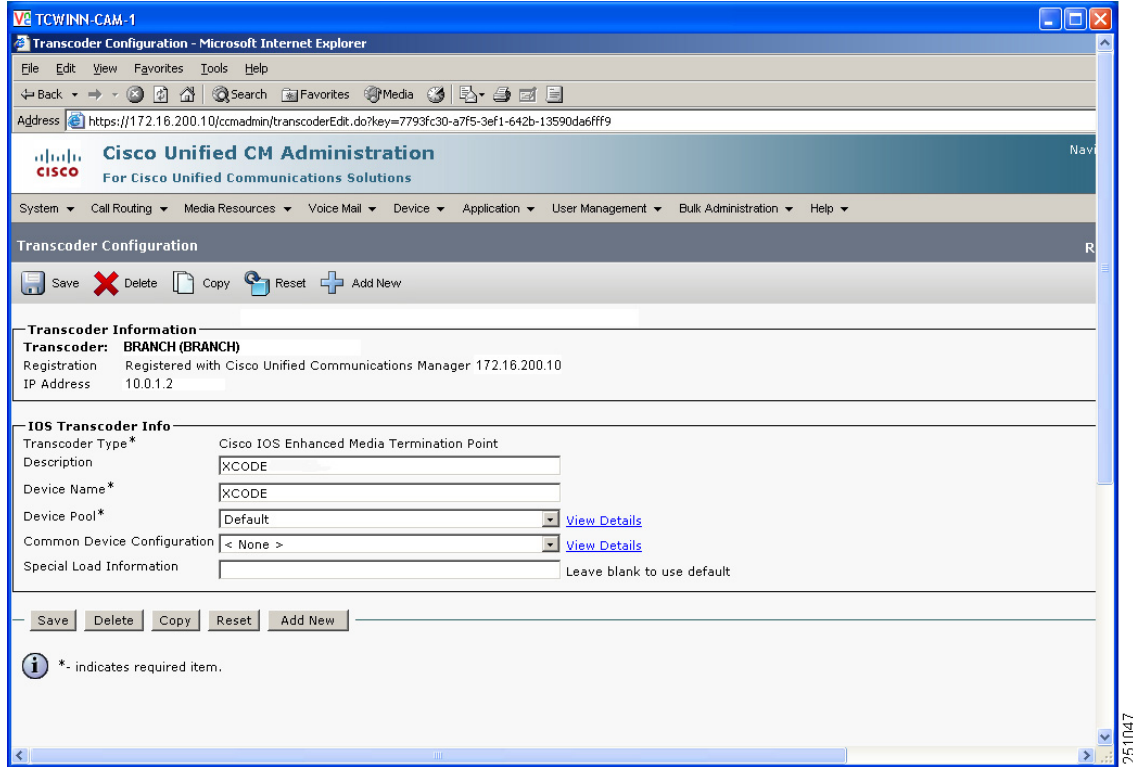 TCWINN-CAM-1
Transcoder Configuration - Microsoft Internet Explorer
File Edit View Favorites Tools Help
Back Search Favorites Media
Address https://172.16.200.10/ccmadmin/transcoderEdit.do?key=7793fc30-a7f5-3ef1-642b-13590da6fff9
CISCO
Cisco Unified CM Administration
For Cisco Unified Communications Solutions
Navi
System Call Routing Media Resources Voice Mail Device Application User Management Bulk Administration Help
Transcoder Configuration R
Save Delete Copy Reset Add New
Transcoder Information
Transcoder: BRANCH (BRANCH)
Registration Registered with Cisco Unified Communications Manager 172.16.200.10
IP Address 10.0.1.2
IOS Transcoder Info
Transcoder Type* Cisco IOS Enhanced Media Termination Point
Description XCODE
Device Name* XCODE
Device Pool* Default View Details
Common Device Configuration < None > View Details
Special Load Information Leave blank to use default
Save Delete Copy Reset Add New
i *- indicates required item.
251047